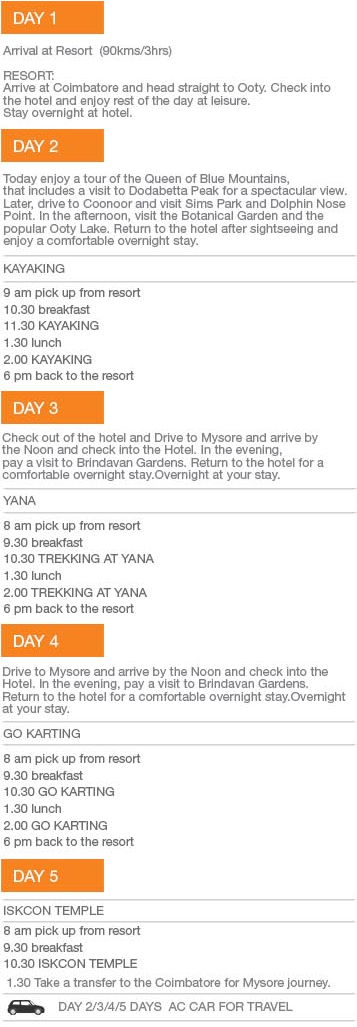 DAY 1
Arrival at Resort (90kms/3hrs)
RESORT:
Arrive at Coimbatore and head straight to Ooty. Check into
the hotel and enjoy rest of the day at leisure.
Stay overnight at hotel.
DAY 2
Today enjoy a tour of the Queen of Blue Mountains,
that includes a visit to Dodabetta Peak for a spectacular view.
Later, drive to Coonoor and visit Sims Park and Dolphin Nose
Point. In the afternoon, visit the Botanical Garden and the
popular Ooty Lake. Return to the hotel after sightseeing and
enjoy a comfortable overnight stay.
KAYAKING
9 am pick up from resort
10.30 breakfast
11.30 KAYAKING
1.30 lunch
2.00 KAYAKING
6 pm back to the resort
DAY 3
Check out of the hotel and Drive to Mysore and arrive by
the Noon and check into the Hotel. In the evening,
pay a visit to Brindavan Gardens. Return to the hotel for a
comfortable overnight stay.Overnight at your stay.
YANA
8 am pick up from resort
9.30 breakfast
10.30 TREKKING AT YANA
1.30 lunch
2.00 TREKKING AT YANA
6 pm back to the resort
DAY 4
Drive to Mysore and arrive by the Noon and check into the
Hotel. In the evening, pay a visit to Brindavan Gardens.
Return to the hotel for a comfortable overnight stay.Overnight
at your stay.
GO KARTING
8 am pick up from resort
9.30 breakfast
10.30 GO KARTING
1.30 lunch
2.00 GO KARTING
6 pm back to the resort
DAY 5
ISKCON TEMPLE
8 am pick up from resort
9.30 breakfast
10.30 ISKCON TEMPLE
1.30 Take a transfer to the Coimbatore for Mysore journey.
DAY 2/3/4/5 DAYS AC CAR FOR TRAVEL